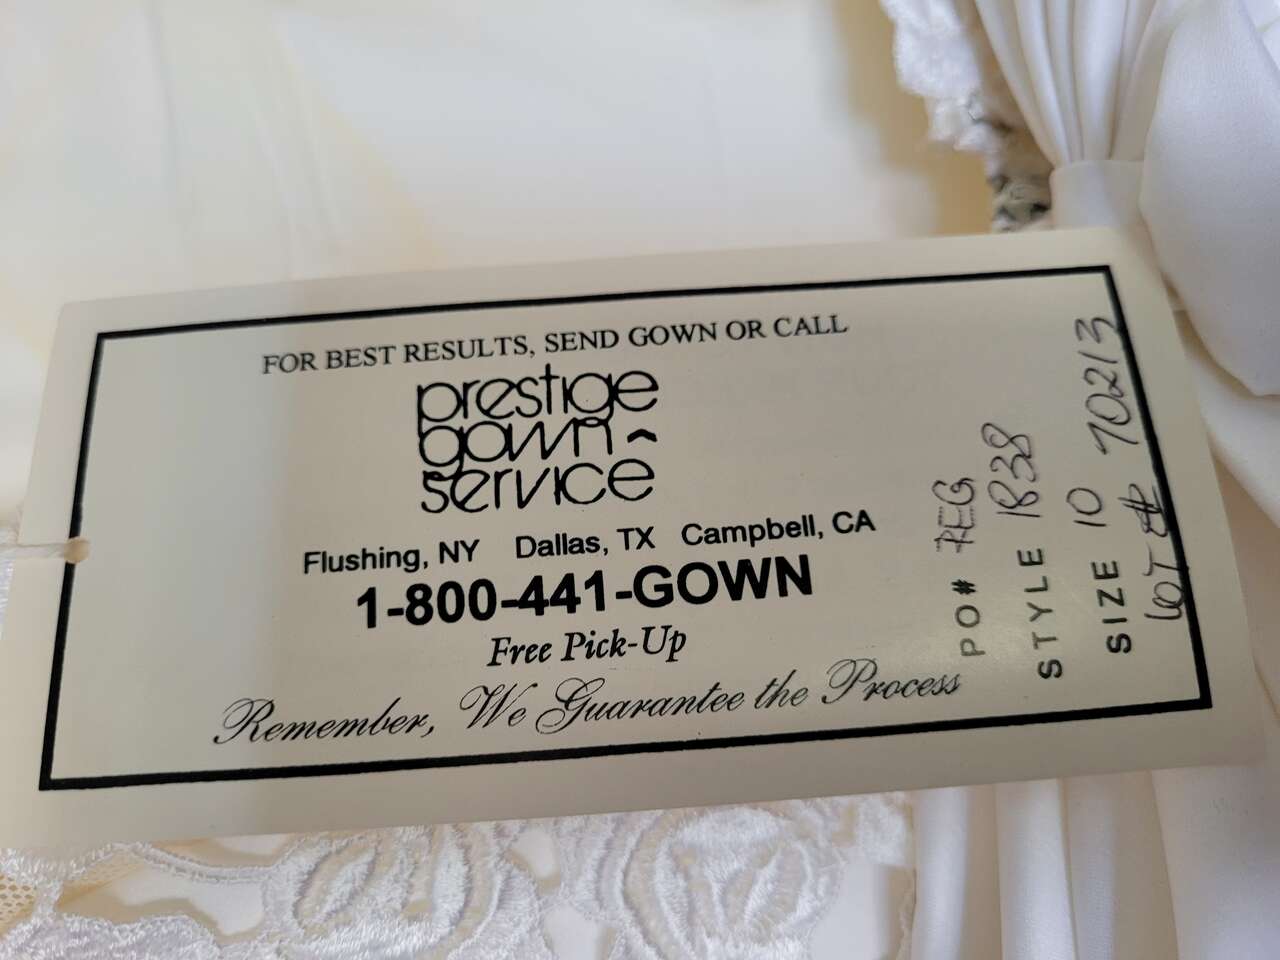 FOR BEST RESULTS, SEND GOWN OR CALL
prestige
gown
service
Flushing, NY Dallas, TX Campbell, CA
1-800-441-GOWN
Free Pick-Up
Remember, We Guarantee the Process
PO# REG
STYLE 1838
SIZE 10
LOT # 70213